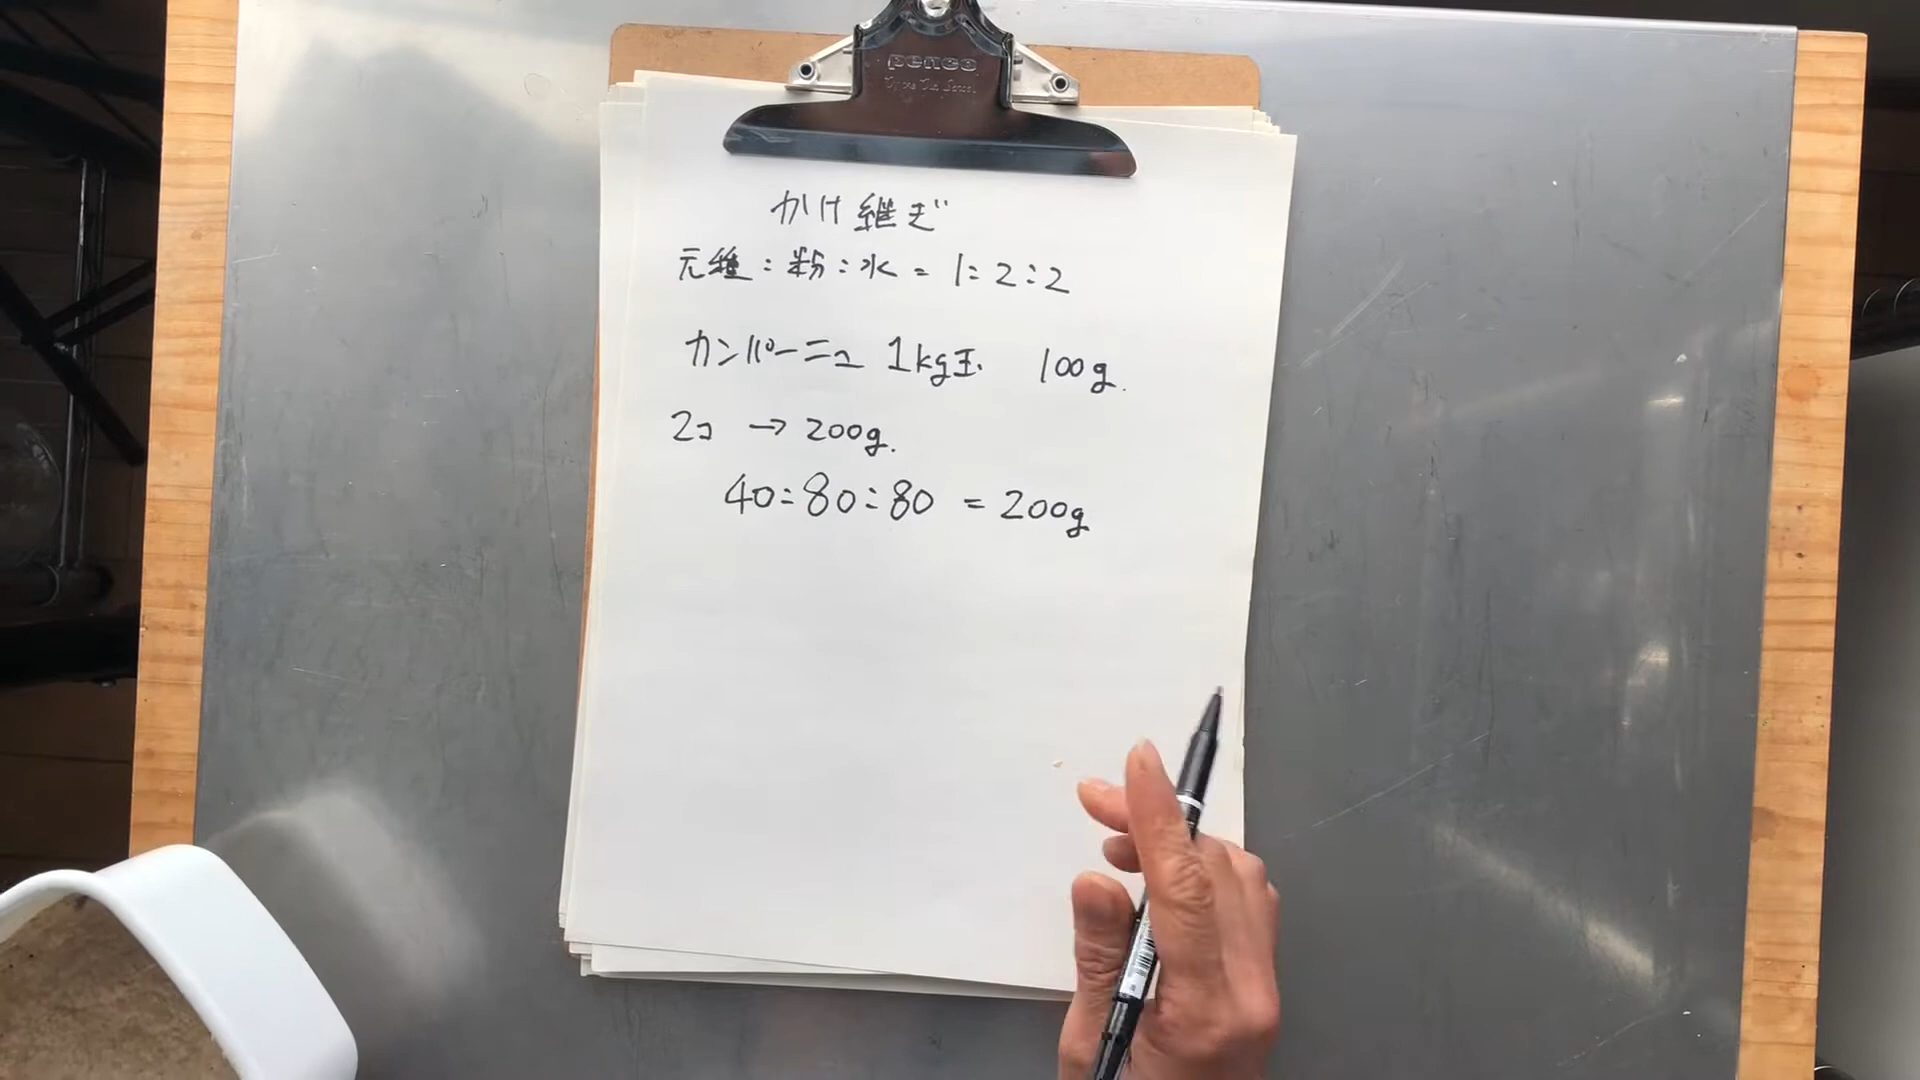 penco
かけ継ぎ
元種:粉:水 = 1:2:2
カンパーニュ 1kg玉. 100g.
2コ → 200g.
40:80:80 = 200g